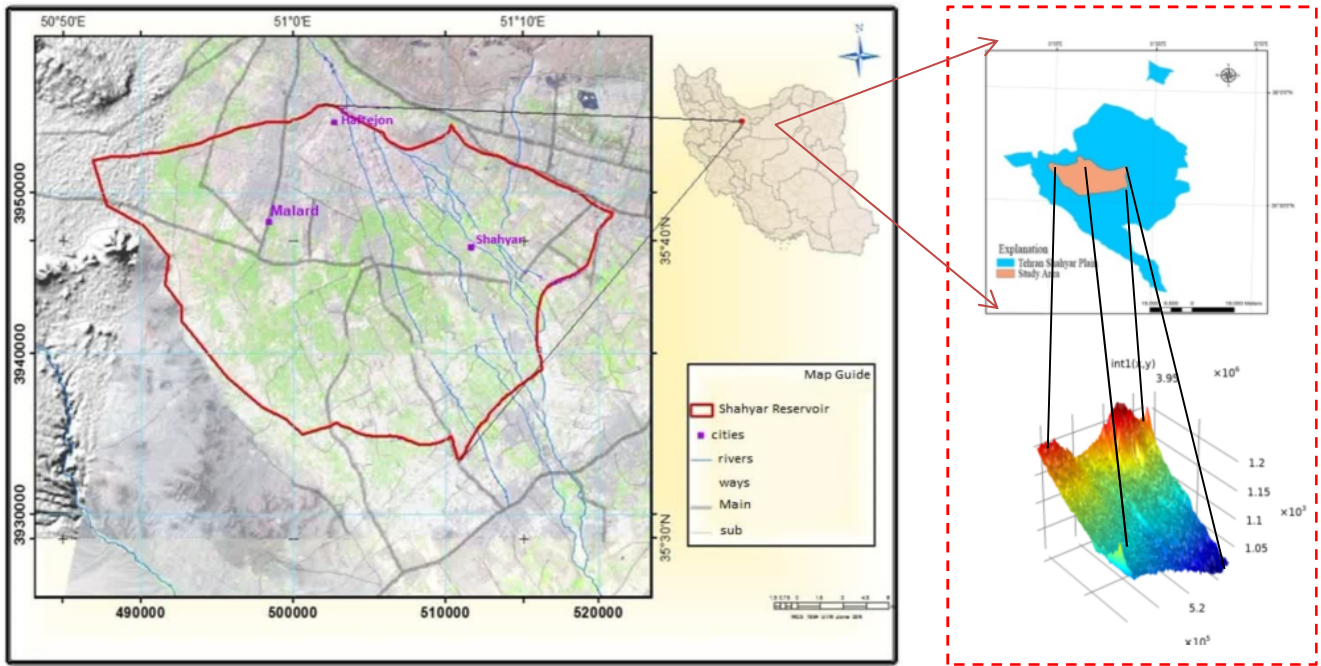 50°50'E
51°0'E
51°10'E
N
Haftejon
Malard
Shahyar
3950000
3940000
3930000
35°40'N
35°30'N
490000
500000
510000
520000
Map Guide
Shahyar Reservoir
cities
rivers
ways
Main
sub
Explanation
Tehran Shahyar Plain
Study Area
int1(x,y)
3.95
×10⁶
1.2
1.15
1.1
×10³
1.05
5.2
×10⁵